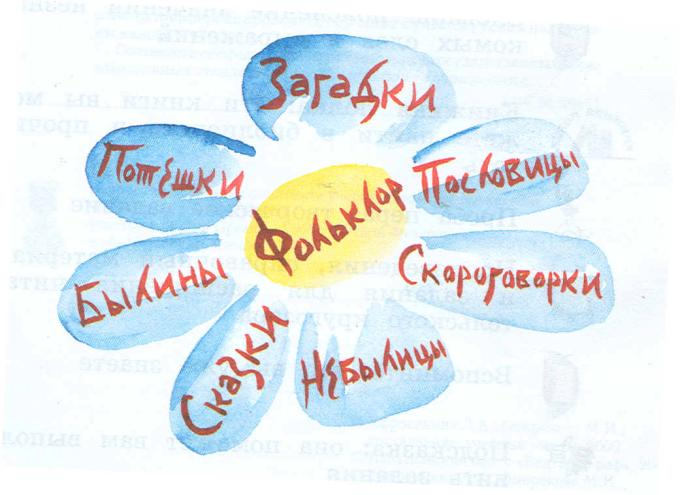 Загадки
Потешки
Пословицы
Фольклор
Былины
Скороговорки
Сказки
Небылицы